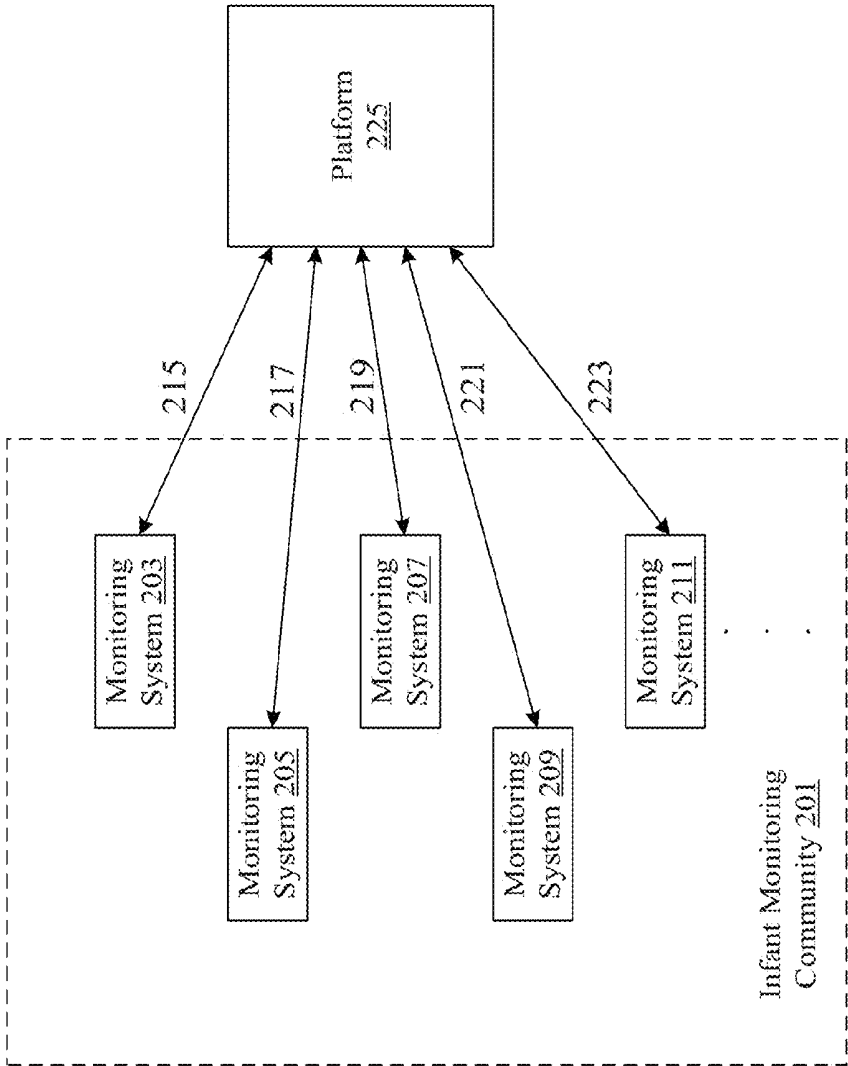 Platform
225
215
217
219
221
223
Monitoring
System 203
Monitoring
System 205
Monitoring
System 207
Monitoring
System 209
Monitoring
System 211
. . .
Infant Monitoring
Community 201